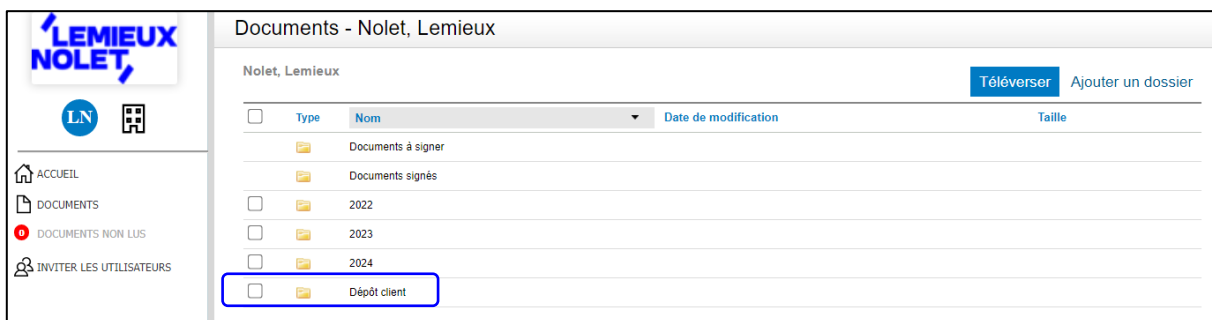 LEMIEUX
NOLET,
LN
ACCUEIL
DOCUMENTS
0 DOCUMENTS NON LUS
INVITER LES UTILISATEURS
Documents - Nolet, Lemieux
Nolet, Lemieux
Téléverser Ajouter un dossier
Type Nom Date de modification Taille
Documents à signer
Documents signés
2022
2023
2024
Dépôt client